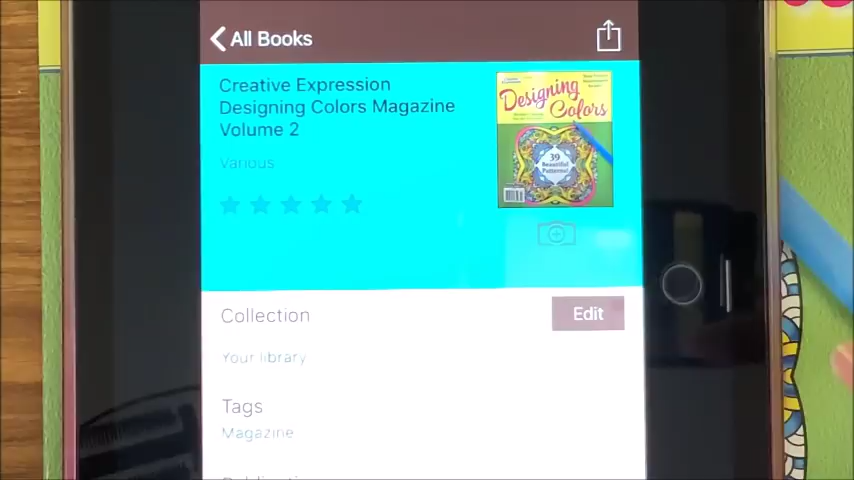 All Books
Creative Expression
Designing Colors Magazine
Volume 2
Various
Designing
Colors
39
Beautiful
Patterns!
Collection
Edit
Your library
Tags
Magazine